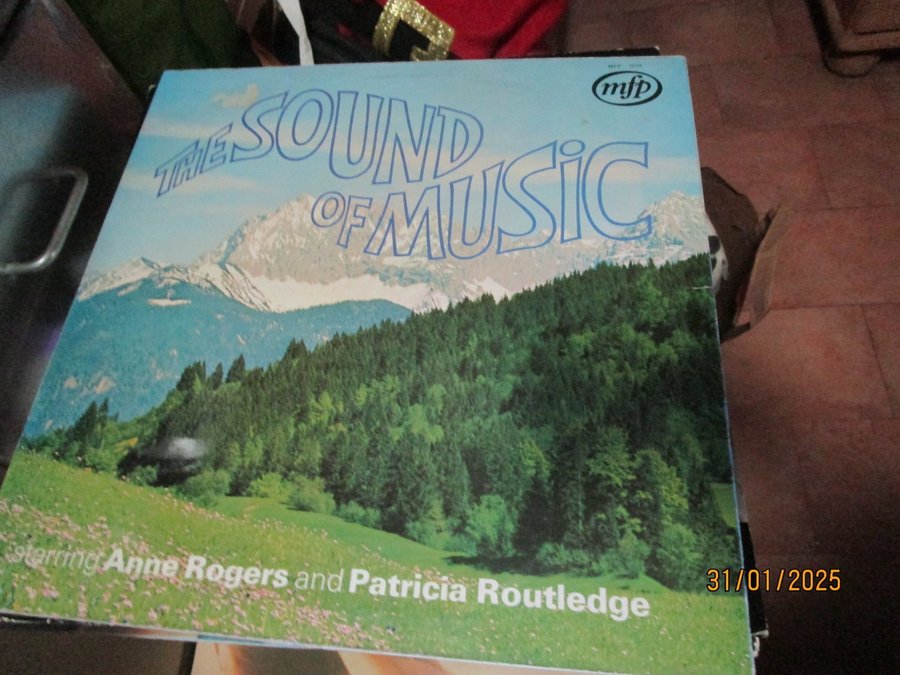 mfp
THE SOUND
OF MUSIC
starring Anne Rogers and Patricia Routledge
31/01/2025